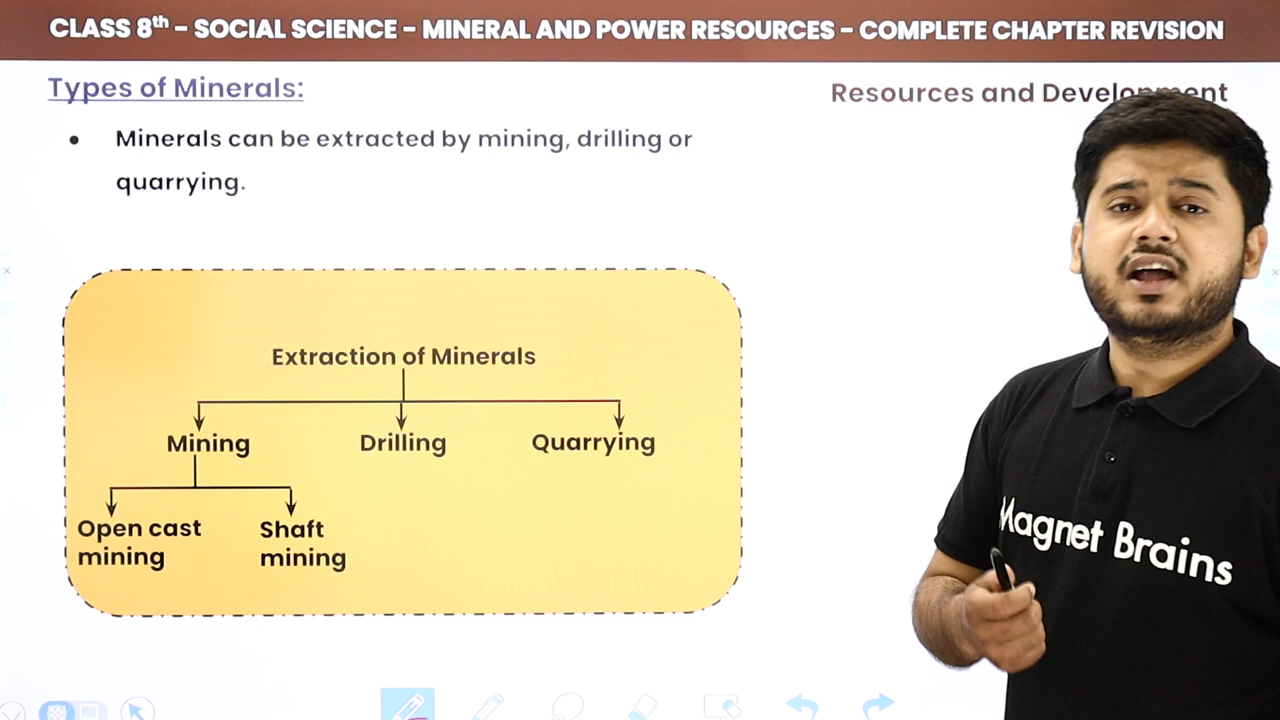 CLASS 8th – SOCIAL SCIENCE – MINERAL AND POWER RESOURCES – COMPLETE CHAPTER REVISION
Types of Minerals:
Resources and Development
• Minerals can be extracted by mining, drilling or
quarrying.
Extraction of Minerals
Mining Drilling Quarrying
Open cast
mining
Shaft
mining
Magnet Brains